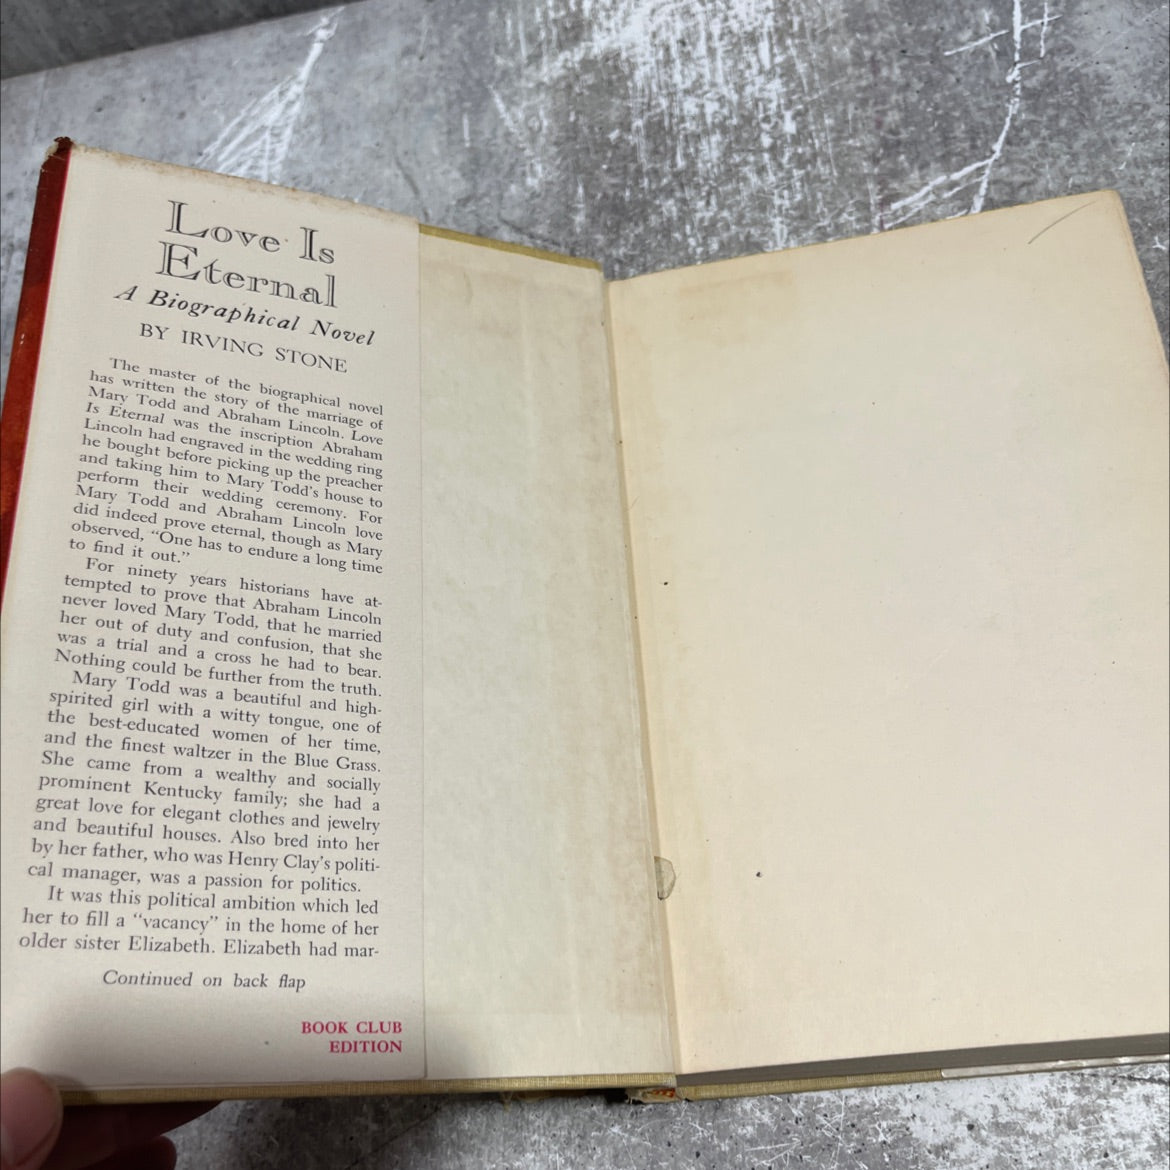 Love Is
Eternal
A Biographical Novel
BY IRVING STONE
The master of the biographical novel
has written the story of the marriage of
Mary Todd and Abraham Lincoln. Love
Is Eternal was the inscription Abraham
Lincoln had engraved in the wedding ring
he bought before picking up the preacher
and taking him to Mary Todd's house to
perform their wedding ceremony. For
Mary Todd and Abraham Lincoln love
did indeed prove eternal, though as Mary
observed, "One has to endure a long time
to find it out."
For ninety years historians have at-
tempted to prove that Abraham Lincoln
never loved Mary Todd, that he married
her out of duty and confusion, that she
was a trial and a cross he had to bear.
Nothing could be further from the truth.
Mary Todd was a beautiful and high-
spirited girl with a witty tongue, one of
the best-educated women of her time,
and the finest waltzer in the Blue Grass.
She came from a wealthy and socially
prominent Kentucky family; she had a
great love for elegant clothes and jewelry
and beautiful houses. Also bred into her
by her father, who was Henry Clay's politi-
cal manager, was a passion for politics.
It was this political ambition which led
her to fill a "vacancy" in the home of her
older sister Elizabeth. Elizabeth had mar-
Continued on back flap
BOOK CLUB
EDITION